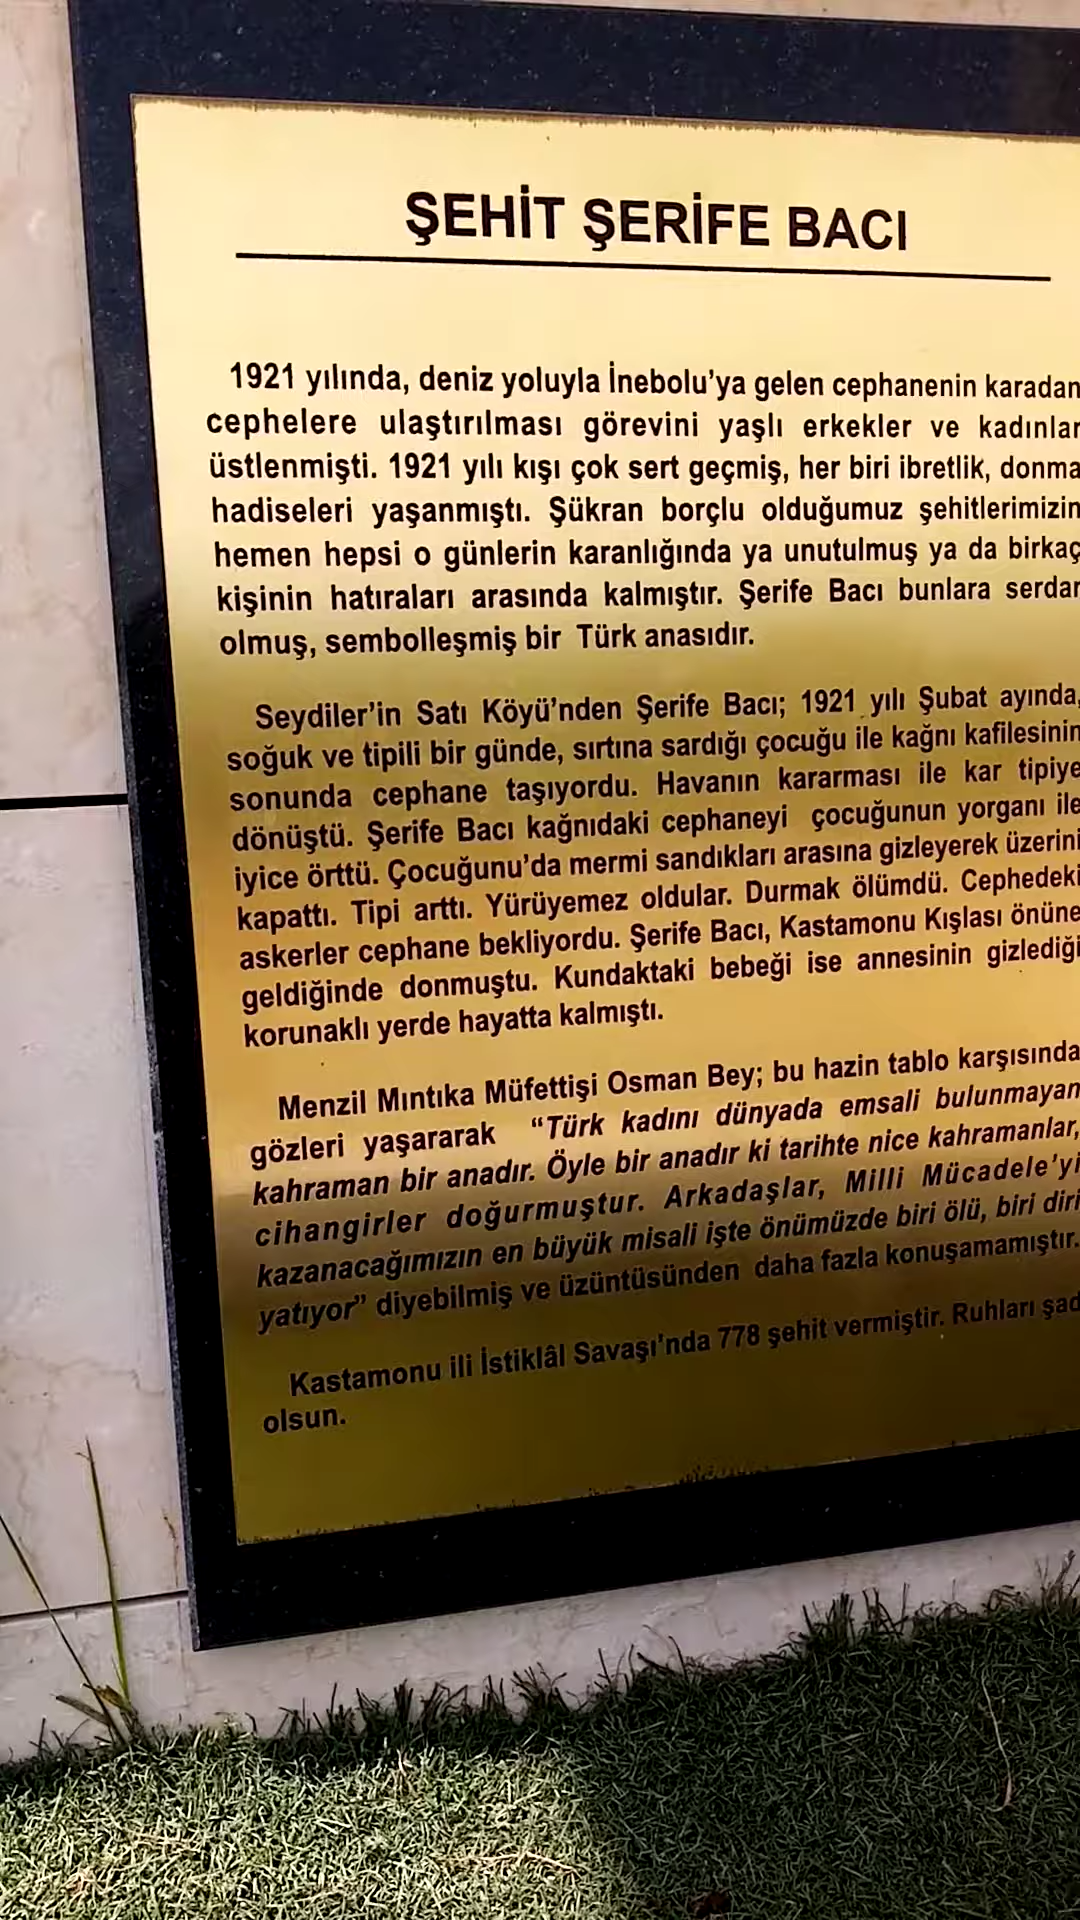 ŞEHİT ŞERİFE BACI
1921 yılında, deniz yoluyla İnebolu'ya gelen cephanenin karadan
cephelere ulaştırılması görevini yaşlı erkekler ve kadınlar
üstlenmişti. 1921 yılı kışı çok sert geçmiş, her biri ibretlik, donma
hadiseleri yaşanmıştı. Şükran borçlu olduğumuz şehitlerimizin
hemen hepsi o günlerin karanlığında ya unutulmuş ya da birkaç
kişinin hatıraları arasında kalmıştır. Şerife Bacı bunlara serdar
olmuş, sembolleşmiş bir Türk anasıdır.
Seydiler'in Satı Köyü'nden Şerife Bacı; 1921 yılı Şubat ayında,
soğuk ve tipili bir günde, sırtına sardığı çocuğu ile kağnı kafilesinin
sonunda cephane taşıyordu. Havanın kararması ile kar tipiye
dönüştü. Şerife Bacı kağnıdaki cephaneyi çocuğunun yorganı ile
iyice örttü. Çocuğunu'da mermi sandıkları arasına gizleyerek üzerini
kapattı. Tipi arttı. Yürüyemez oldular. Durmak ölümdü. Cephedeki
askerler cephane bekliyordu. Şerife Bacı, Kastamonu Kışlası önüne
geldiğinde donmuştu. Kundaktaki bebeği ise annesinin gizlediği
korunaklı yerde hayatta kalmıştı.
Menzil Mıntıka Müfettişi Osman Bey; bu hazin tablo karşısında
gözleri yaşararak "Türk kadını dünyada emsali bulunmayan
kahraman bir anadır. Öyle bir anadır ki tarihte nice kahramanlar,
cihangirler doğurmuştur. Arkadaşlar, Milli Mücadele'yi
kazanacağımızın en büyük misali işte önümüzde biri ölü, biri diri
yatıyor" diyebilmiş ve üzüntüsünden daha fazla konuşamamıştır.
Kastamonu ili İstiklâl Savaşı'nda 778 şehit vermiştir. Ruhları şad
olsun.